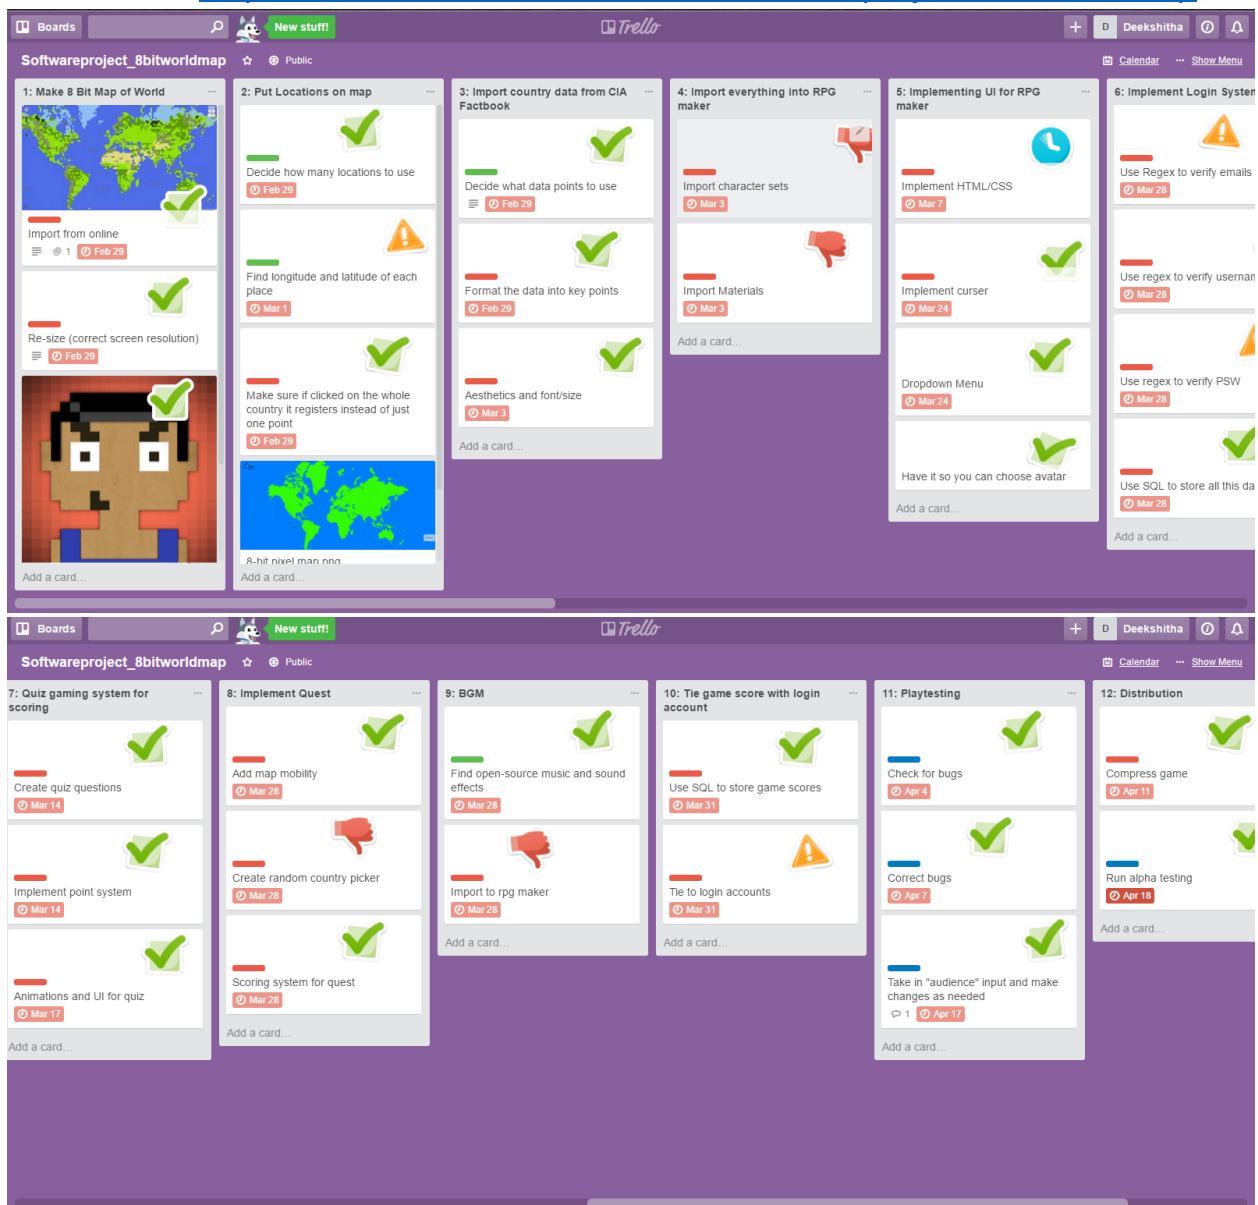 Boards
New stuff!
Trello
D Deekshitha
Softwareproject_8bitworldmap
Public
Calendar
Show Menu
1: Make 8 Bit Map of World
Import from online
1 Feb 29
Re-size (correct screen resolution)
Feb 29
Add a card...
2: Put Locations on map
Decide how many locations to use
Feb 29
Find longitude and latitude of each
place
Mar 1
Make sure if clicked on the whole
country it registers instead of just
one point
Feb 29
8-bit pixel map.png
Add a card...
3: Import country data from CIA
Factbook
Decide what data points to use
Feb 29
Format the data into key points
Feb 29
Aesthetics and font/size
Mar 3
Add a card...
4: Import everything into RPG
maker
Import character sets
Mar 3
Import Materials
Mar 3
Add a card...
5: Implementing UI for RPG
maker
Implement HTML/CSS
Mar 7
Implement curser
Mar 24
Dropdown Menu
Mar 24
Have it so you can choose avatar
Add a card...
6: Implement Login System
Use Regex to verify emails
Mar 28
Use regex to verify usernam
Mar 28
Use regex to verify PSW
Mar 28
Use SQL to store all this da
Mar 28
Add a card...
Boards
New stuff!
Trello
D Deekshitha
Softwareproject_8bitworldmap
Public
Calendar
Show Menu
7: Quiz gaming system for
scoring
Create quiz questions
Mar 14
Implement point system
Mar 14
Animations and UI for quiz
Mar 17
Add a card...
8: Implement Quest
Add map mobility
Mar 28
Create random country picker
Mar 28
Scoring system for quest
Mar 28
Add a card...
9: BGM
Find open-source music and sound
effects
Mar 28
Import to rpg maker
Mar 28
Add a card...
10: Tie game score with login
account
Use SQL to store game scores
Mar 31
Tie to login accounts
Mar 31
Add a card...
11: Playtesting
Check for bugs
Apr 4
Correct bugs
Apr 7
Take in "audience" input and make
changes as needed
1 Apr 17
Add a card...
12: Distribution
Compress game
Apr 11
Run alpha testing
Apr 18
Add a card...